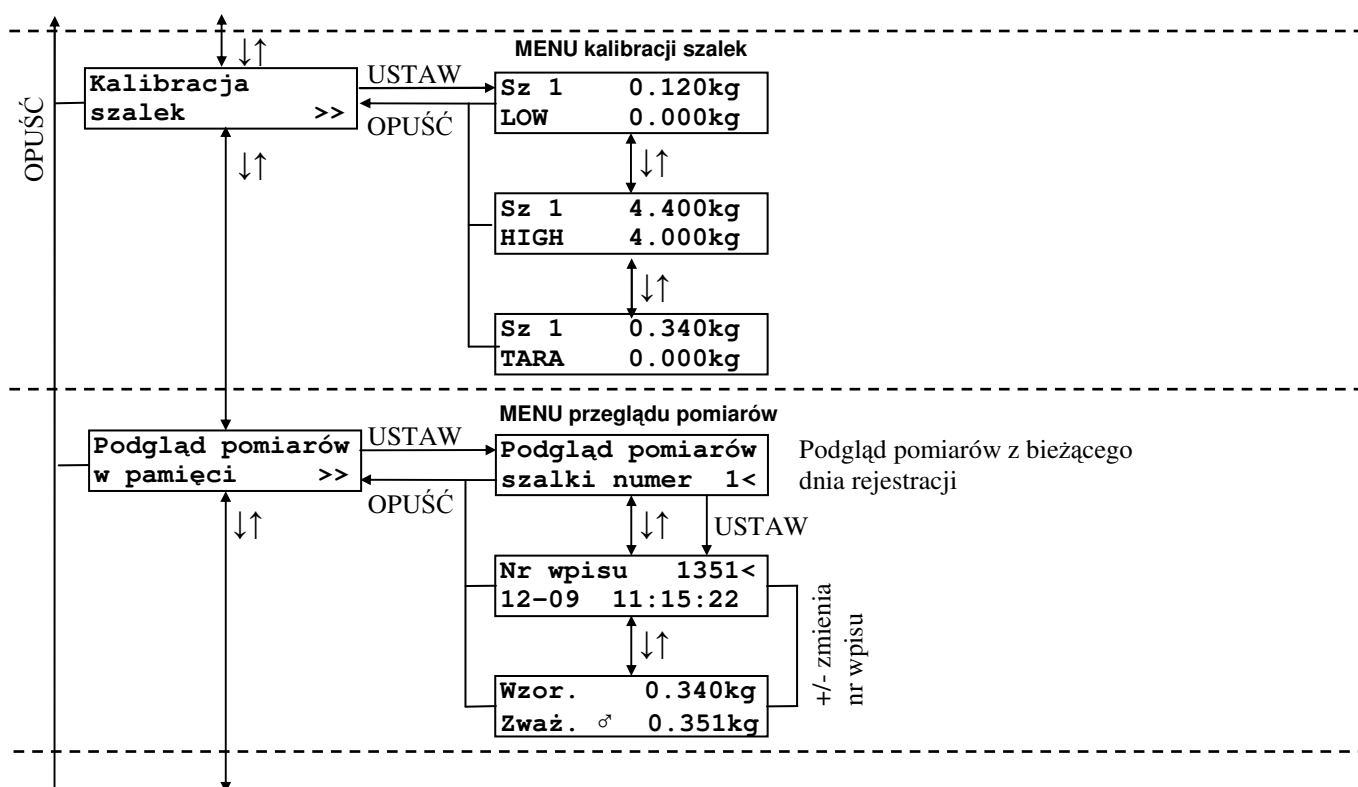 ↓↑
MENU kalibracji szalek
Kalibracja
szalek >>
USTAW
OPUŚĆ
OPUŚĆ
Sz 1 0.120kg
LOW 0.000kg
↓↑
↓↑
Sz 1 4.400kg
HIGH 4.000kg
↓↑
Sz 1 0.340kg
TARA 0.000kg
MENU przeglądu pomiarów
Podgląd pomiarów
w pamięci >>
USTAW
OPUŚĆ
Podgląd pomiarów
szalki numer 1<
Podgląd pomiarów z bieżącego
dnia rejestracji
↓↑
↓↑
USTAW
Nr wpisu 1351<
12-09 11:15:22
↓↑
+/- zmienia
nr wpisu
Wzor. 0.340kg
Zważ. ♂ 0.351kg